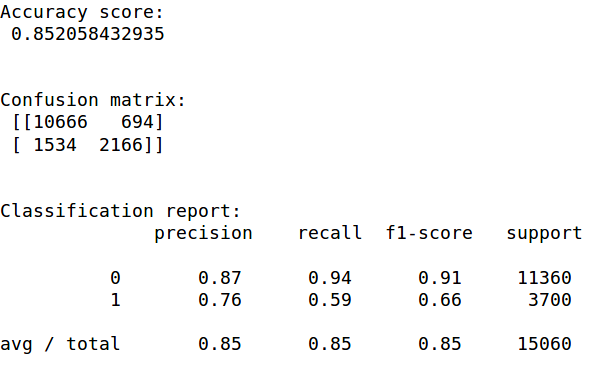 Accuracy score:
 0.852058432935
Confusion matrix:
 [[10666   694]
 [ 1534  2166]]
Classification report:
              precision    recall  f1-score   support
          0       0.87      0.94      0.91     11360
          1       0.76      0.59      0.66      3700
avg / total       0.85      0.85      0.85     15060